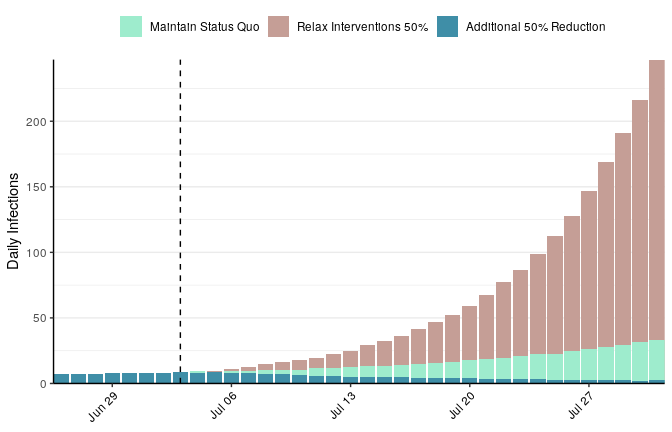 Maintain Status Quo Relax Interventions 50% Additional 50% Reduction
Daily Infections
200
150
100
50
0
Jun 29 Jul 06 Jul 13 Jul 20 Jul 27